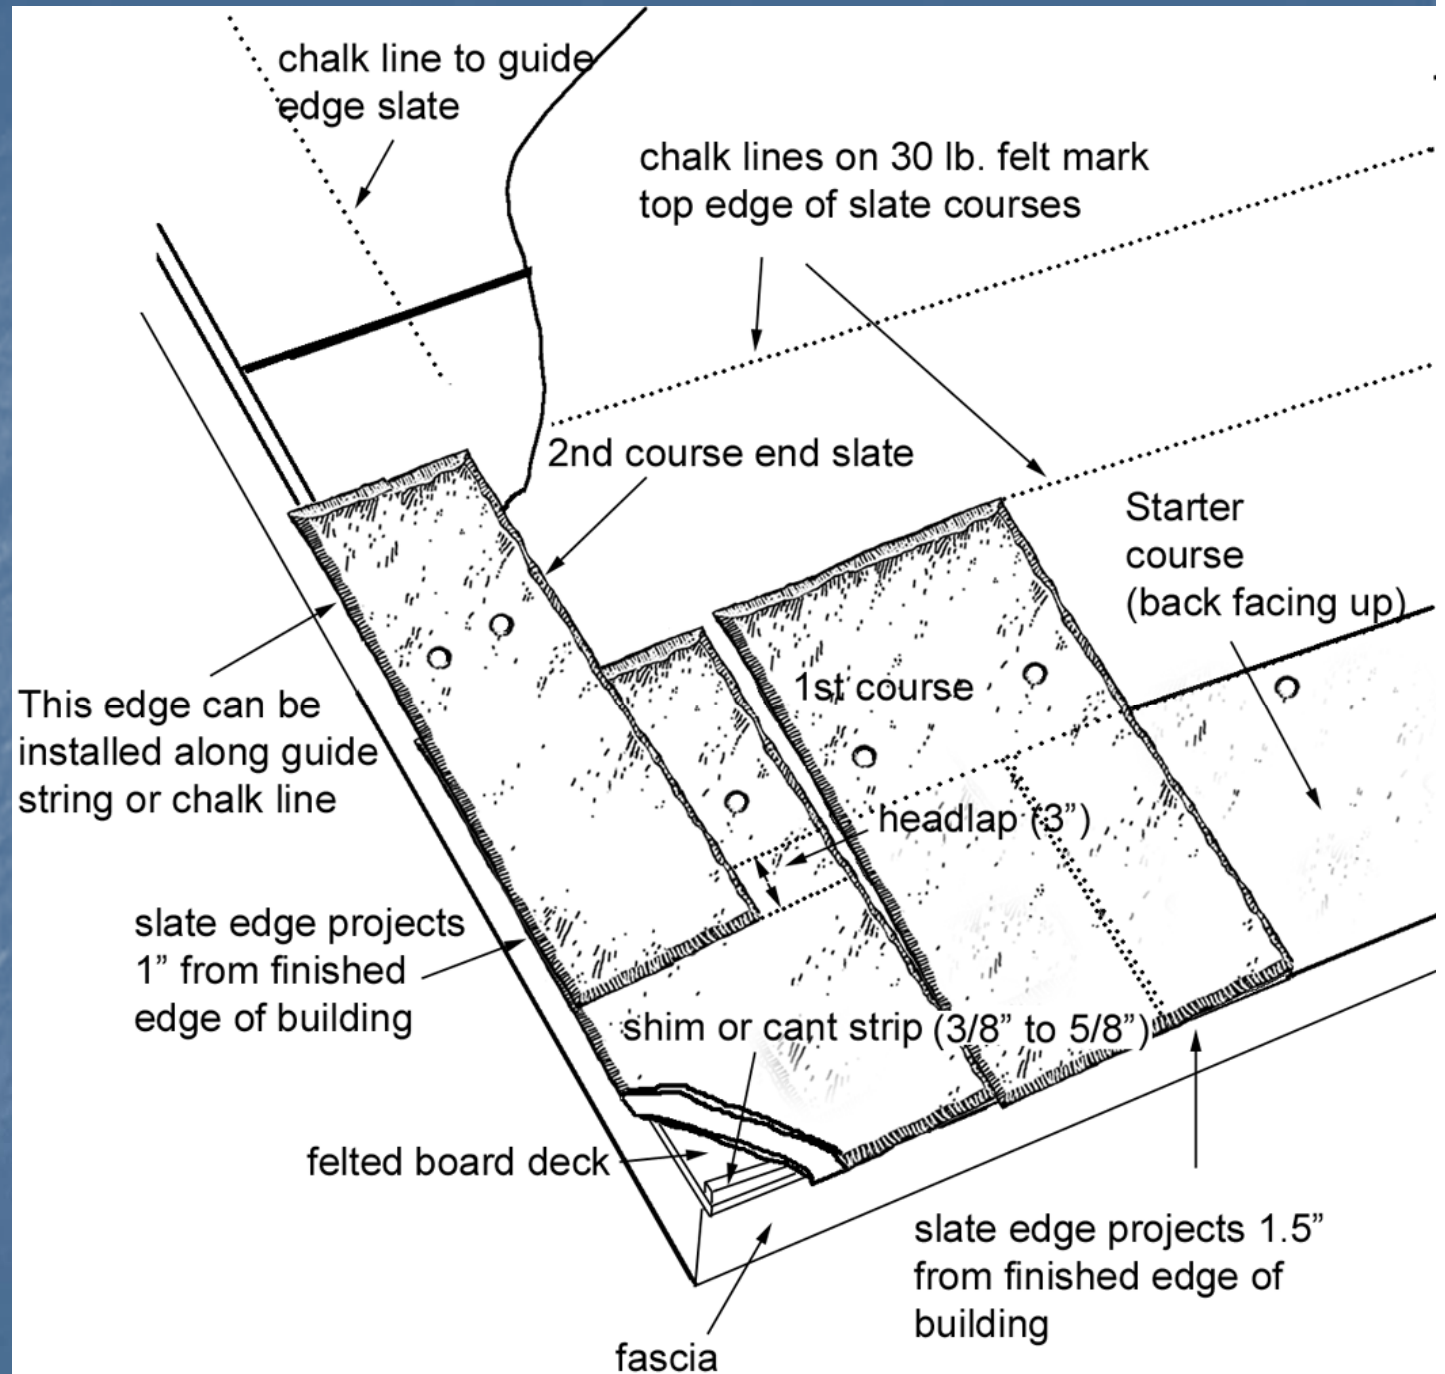 chalk line to guide
edge slate
chalk lines on 30 lb. felt mark
top edge of slate courses
2nd course end slate
Starter
course
(back facing up)
1st course
This edge can be
installed along guide
string or chalk line
headlap (3”)
slate edge projects
1” from finished
edge of building
shim or cant strip (3/8” to 5/8”)
felted board deck
slate edge projects 1.5”
from finished edge of
building
fascia